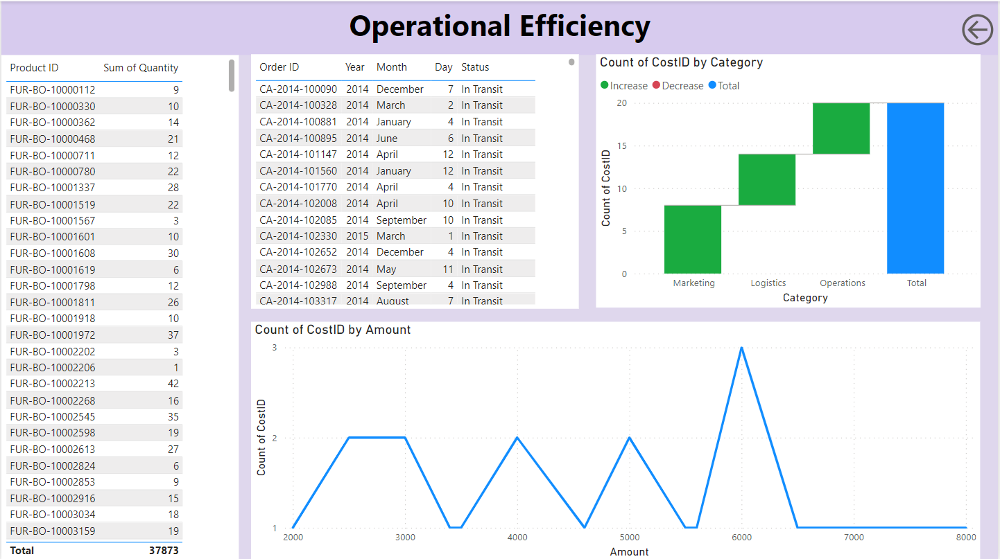 Operational Efficiency
Product ID Sum of Quantity
FUR-BO-10000112 9
FUR-BO-10000330 10
FUR-BO-10000362 14
FUR-BO-10000468 21
FUR-BO-10000711 12
FUR-BO-10000780 22
FUR-BO-10001337 28
FUR-BO-10001519 22
FUR-BO-10001567 3
FUR-BO-10001601 10
FUR-BO-10001608 30
FUR-BO-10001619 6
FUR-BO-10001798 12
FUR-BO-10001811 26
FUR-BO-10001918 10
FUR-BO-10001972 37
FUR-BO-10002202 3
FUR-BO-10002206 1
FUR-BO-10002213 42
FUR-BO-10002268 16
FUR-BO-10002545 35
FUR-BO-10002598 19
FUR-BO-10002613 27
FUR-BO-10002824 6
FUR-BO-10002853 9
FUR-BO-10002916 15
FUR-BO-10003034 18
FUR-BO-10003159 19
Total 37873
Order ID Year Month Day Status
CA-2014-100090 2014 December 7 In Transit
CA-2014-100328 2014 March 2 In Transit
CA-2014-100881 2014 January 4 In Transit
CA-2014-100895 2014 June 6 In Transit
CA-2014-101147 2014 April 12 In Transit
CA-2014-101560 2014 January 12 In Transit
CA-2014-101770 2014 April 4 In Transit
CA-2014-102008 2014 April 10 In Transit
CA-2014-102085 2014 September 10 In Transit
CA-2014-102330 2015 March 1 In Transit
CA-2014-102652 2014 December 4 In Transit
CA-2014-102673 2014 May 11 In Transit
CA-2014-102988 2014 September 4 In Transit
CA-2014-103317 2014 August 7 In Transit
Count of CostID by Category
Increase Decrease Total
Count of CostID
20
15
10
5
0
Marketing Logistics Operations Total
Category
Count of CostID by Amount
Count of CostID
3
2
1
2000 3000 4000 5000 6000 7000 8000
Amount